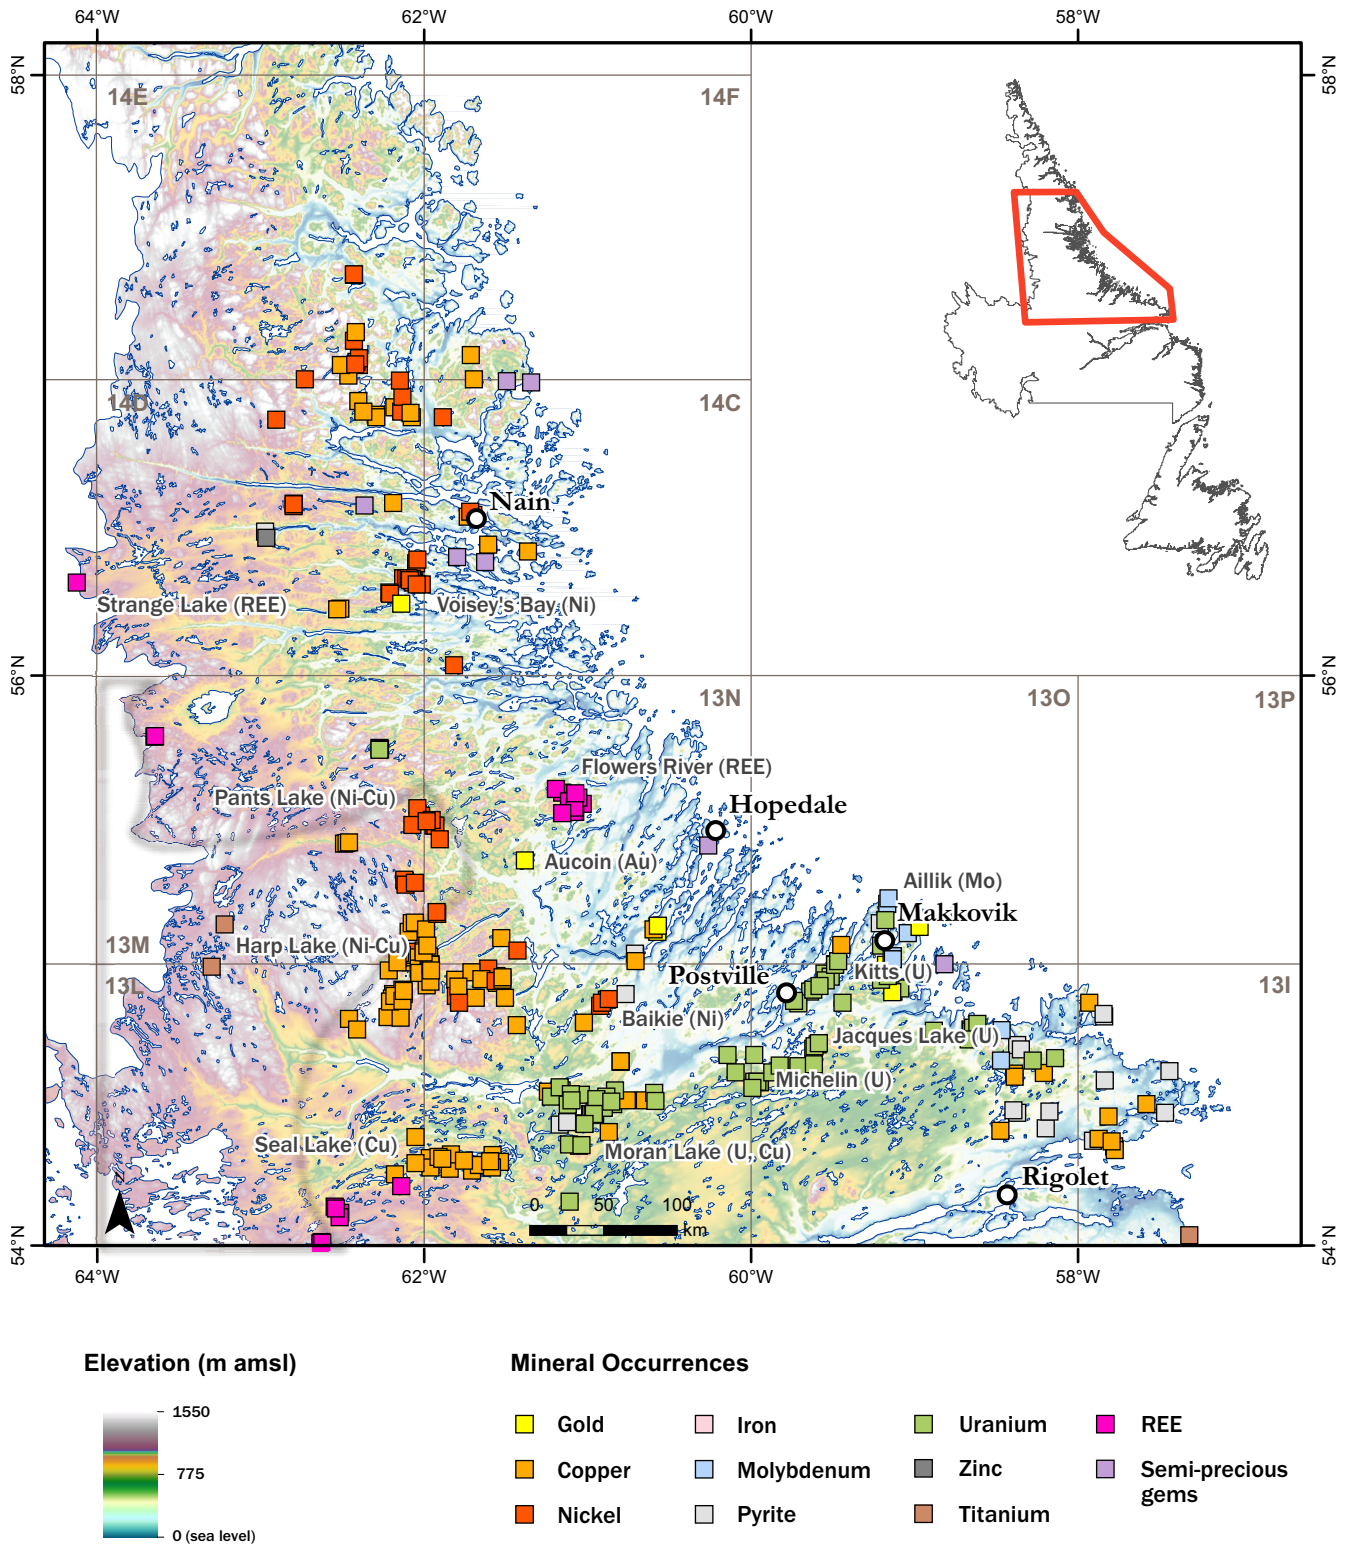 64°W 62°W 60°W 58°W
58°N 58°N
14E 14F
14D 14C
Nain
Strange Lake (REE) Voisey's Bay (Ni)
56°N 56°N
13N 13O 13P
Flowers River (REE)
Pants Lake (Ni-Cu)
Hopedale
Aucoin (Au)
Aillik (Mo)
Makkovik
13M Harp Lake (Ni-Cu)
Postville Kitts (U)
13L 13I
Baikie (Ni)
Jacques Lake (U)
Michelin (U)
Seal Lake (Cu)
Moran Lake (U, Cu)
Rigolet
N
0 50 100
km
54°N 54°N
64°W 62°W 60°W 58°W
Elevation (m amsl)
1550
775
0 (sea level)
Mineral Occurrences
Gold Iron Uranium REE
Copper Molybdenum Zinc Semi-precious
gems
Nickel Pyrite Titanium